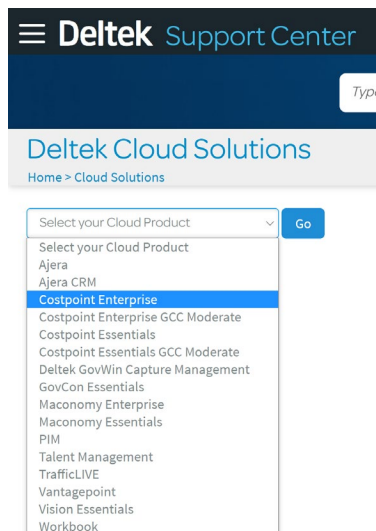 Deltek Support Center
Type
Deltek Cloud Solutions
Home > Cloud Solutions
Select your Cloud Product
Go
Select your Cloud Product
Ajera
Ajera CRM
Costpoint Enterprise
Costpoint Enterprise GCC Moderate
Costpoint Essentials
Costpoint Essentials GCC Moderate
Deltek GovWin Capture Management
GovCon Essentials
Maconomy Enterprise
Maconomy Essentials
PIM
Talent Management
TrafficLIVE
Vantagepoint
Vision Essentials
Workbook